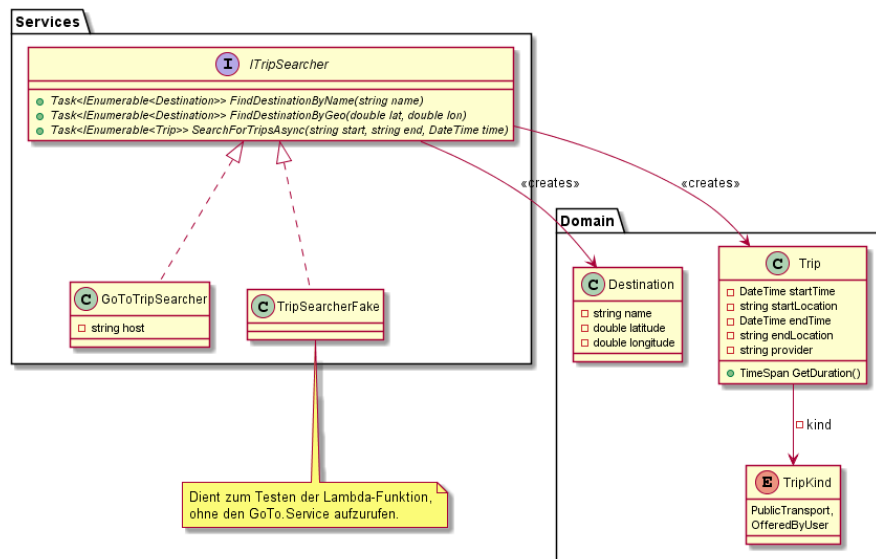 Services
I ITripSearcher
Task<IEnumerable<Destination>> FindDestinationByName(string name)
Task<IEnumerable<Destination>> FindDestinationByGeo(double lat, double lon)
Task<IEnumerable<Trip>> SearchForTripsAsync(string start, string end, DateTime time)
«creates»
«creates»
Domain
C GoToTripSearcher
string host
C TripSearcherFake
C Destination
string name
double latitude
double longitude
C Trip
DateTime startTime
string startLocation
DateTime endTime
string endLocation
string provider
TimeSpan GetDuration()
kind
E TripKind
PublicTransport,
OfferedByUser
Dient zum Testen der Lambda-Funktion,
ohne den GoTo.Service aufzurufen.